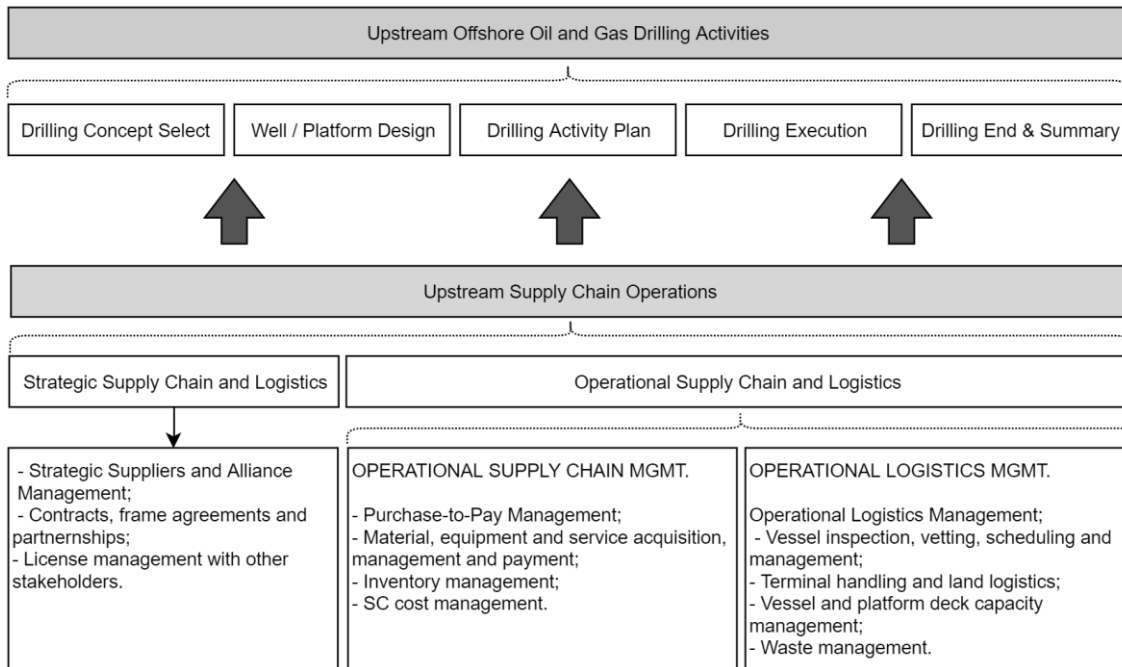 Upstream Offshore Oil and Gas Drilling Activities
Drilling Concept Select
Well / Platform Design
Drilling Activity Plan
Drilling Execution
Drilling End & Summary
Upstream Supply Chain Operations
Strategic Supply Chain and Logistics
Operational Supply Chain and Logistics
- Strategic Suppliers and Alliance
Management;
- Contracts, frame agreements and
partnernships;
- License management with other
stakeholders.
OPERATIONAL SUPPLY CHAIN MGMT.
- Purchase-to-Pay Management;
- Material, equipment and service acquisition,
management and payment;
- Inventory management;
- SC cost management.
OPERATIONAL LOGISTICS MGMT.
Operational Logistics Management;
- Vessel inspection, vetting, scheduling and
management;
- Terminal handling and land logistics;
- Vessel and platform deck capacity
management;
- Waste management.